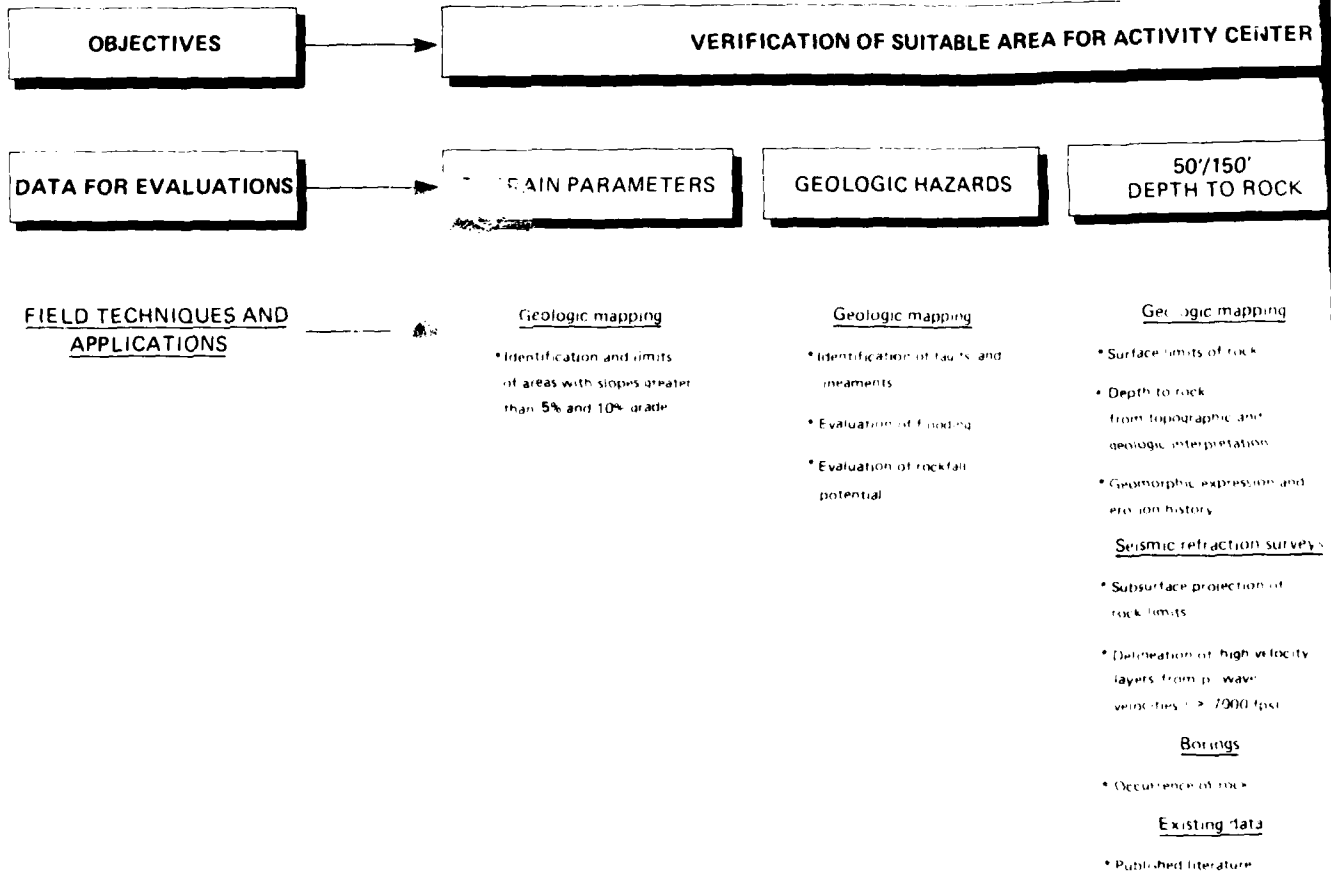 OBJECTIVES
VERIFICATION OF SUITABLE AREA FOR ACTIVITY CENTER
DATA FOR EVALUATIONS
AIN PARAMETERS
GEOLOGIC HAZARDS
50'/150'
DEPTH TO ROCK
FIELD TECHNIQUES AND
APPLICATIONS
Geologic mapping
* Identification and limits
of areas with slopes greater
than 5% and 10% grade
Geologic mapping
* Identification of faults and
lineaments
* Evaluation of flooding
* Evaluation of rockfall
potential
Geologic mapping
* Surface limits of rock
* Depth to rock
from topographic and
geologic interpretation
* Geomorphic expression and
erosion history
Seismic refraction surveys
* Subsurface projection of
rock limits
* Delineation of high velocity
layers from p- wave
velocities ( > 7000 fps)
Borings
* Occurrence of rock
Existing data
* Published literature